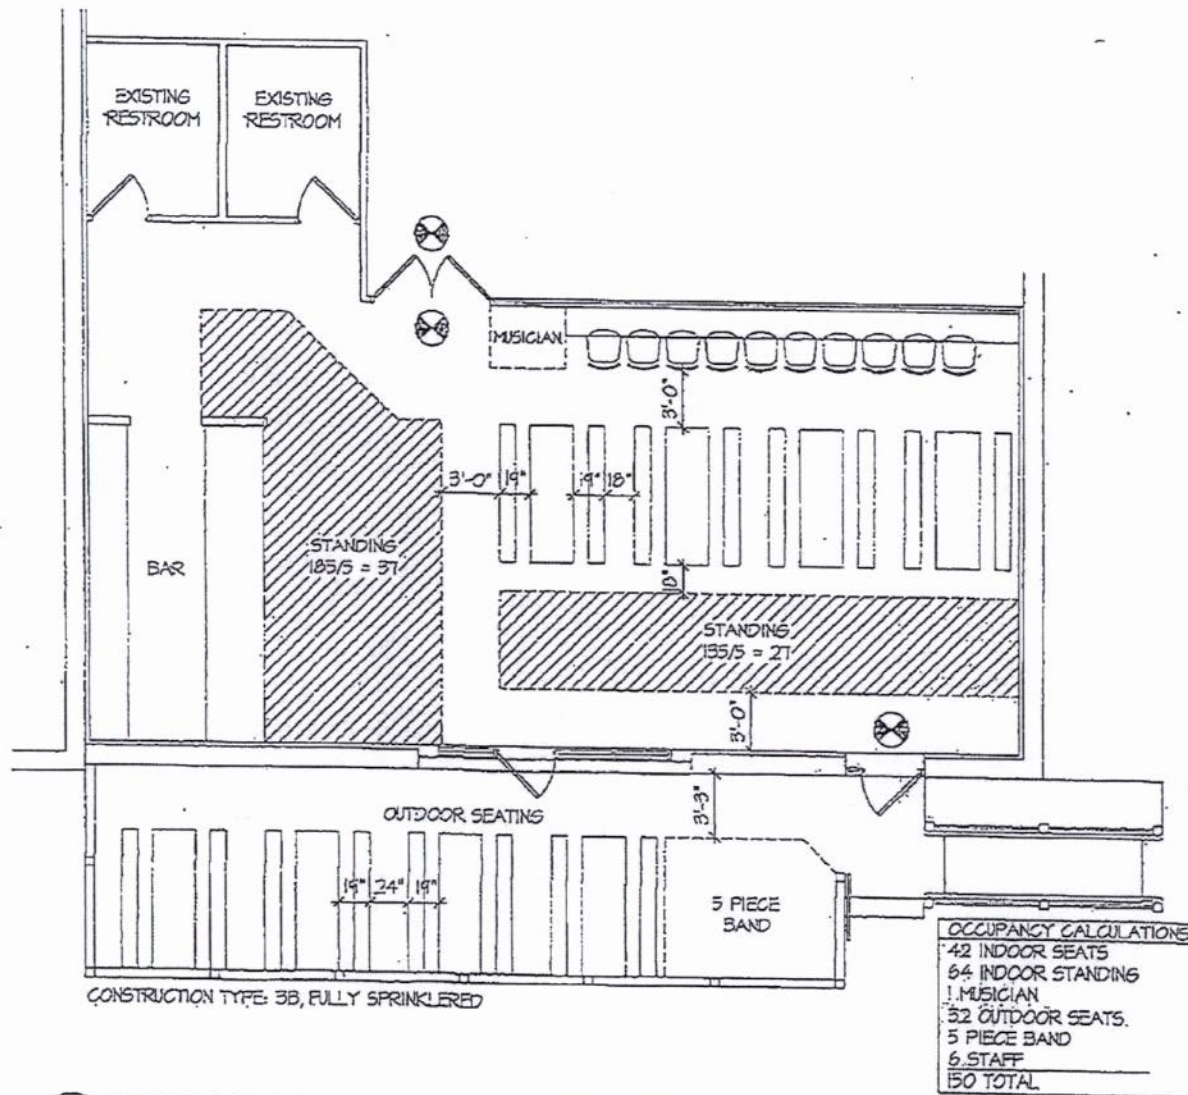 EXISTING
RESTROOM
EXISTING
RESTROOM
MUSICIAN
3'-0"
3'-0"
19"
19"
18"
STANDING
185/5 = 37
BAR
18"
STANDING
135/5 = 27
3'-0"
OUTDOOR SEATING
3'-3"
19"
24"
19"
5 PIECE
BAND
CONSTRUCTION TYPE: 3B, FULLY SPRINKLERED
OCCUPANCY CALCULATIONS
42 INDOOR SEATS
64 INDOOR STANDING
1 MUSICIAN
32 OUTDOOR SEATS.
5 PIECE BAND
6 STAFF
150 TOTAL